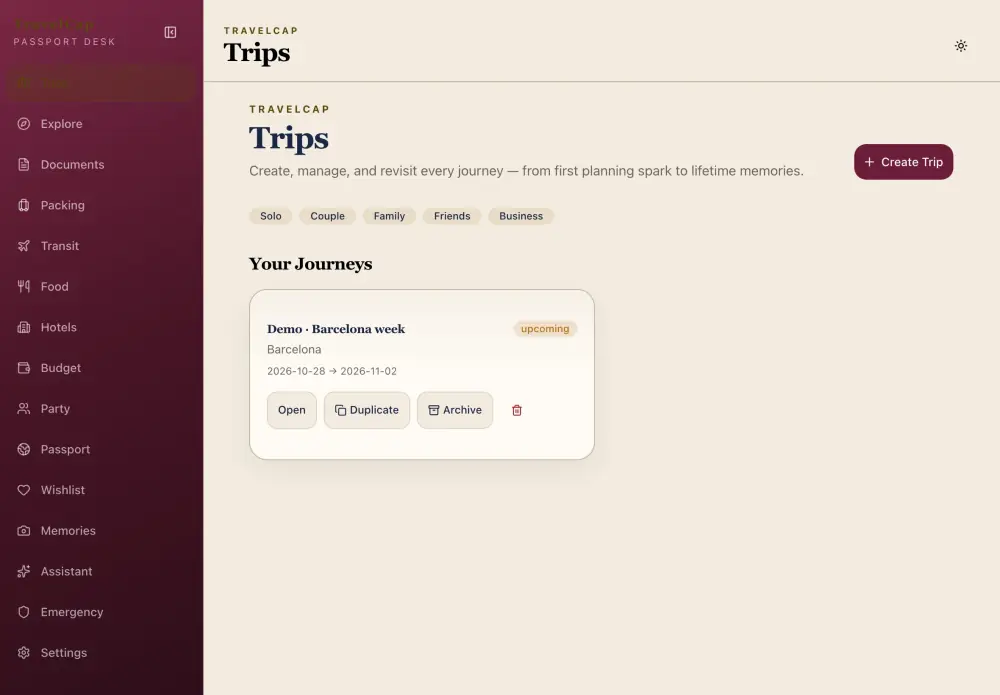 TravelCap
PASSPORT DESK
Trips
Explore
Documents
Packing
Transit
Food
Hotels
Budget
Party
Passport
Wishlist
Memories
Assistant
Emergency
Settings
TRAVELCAP
Trips
TRAVELCAP
Trips
Create, manage, and revisit every journey — from first planning spark to lifetime memories.
+ Create Trip
Solo Couple Family Friends Business
Your Journeys
Demo · Barcelona week
upcoming
Barcelona
2026-10-28 → 2026-11-02
Open Duplicate Archive